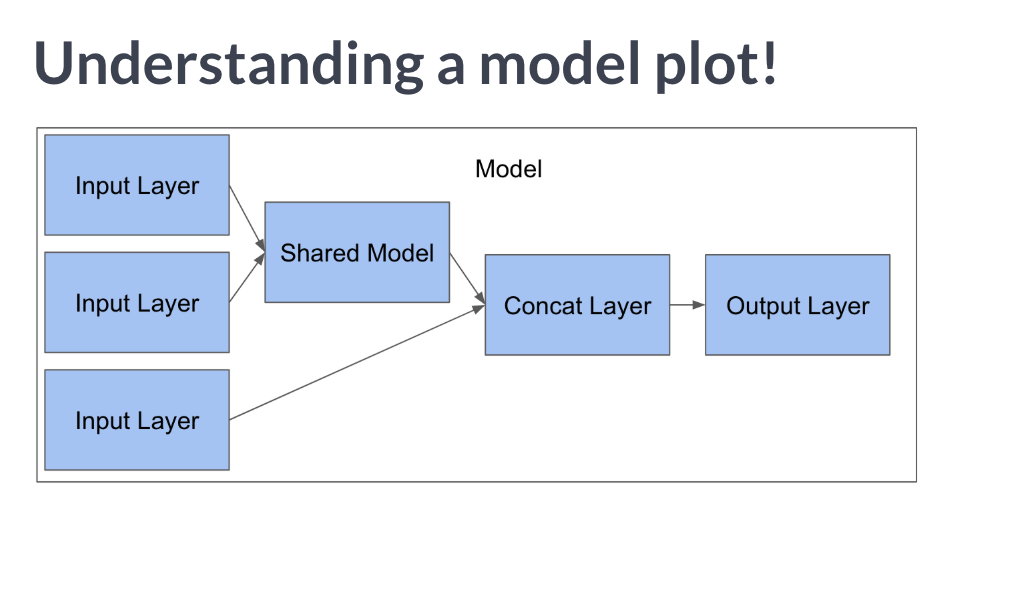 Understanding a model plot!
Model
Input Layer
Shared Model
Input Layer
Concat Layer
Output Layer
Input Layer